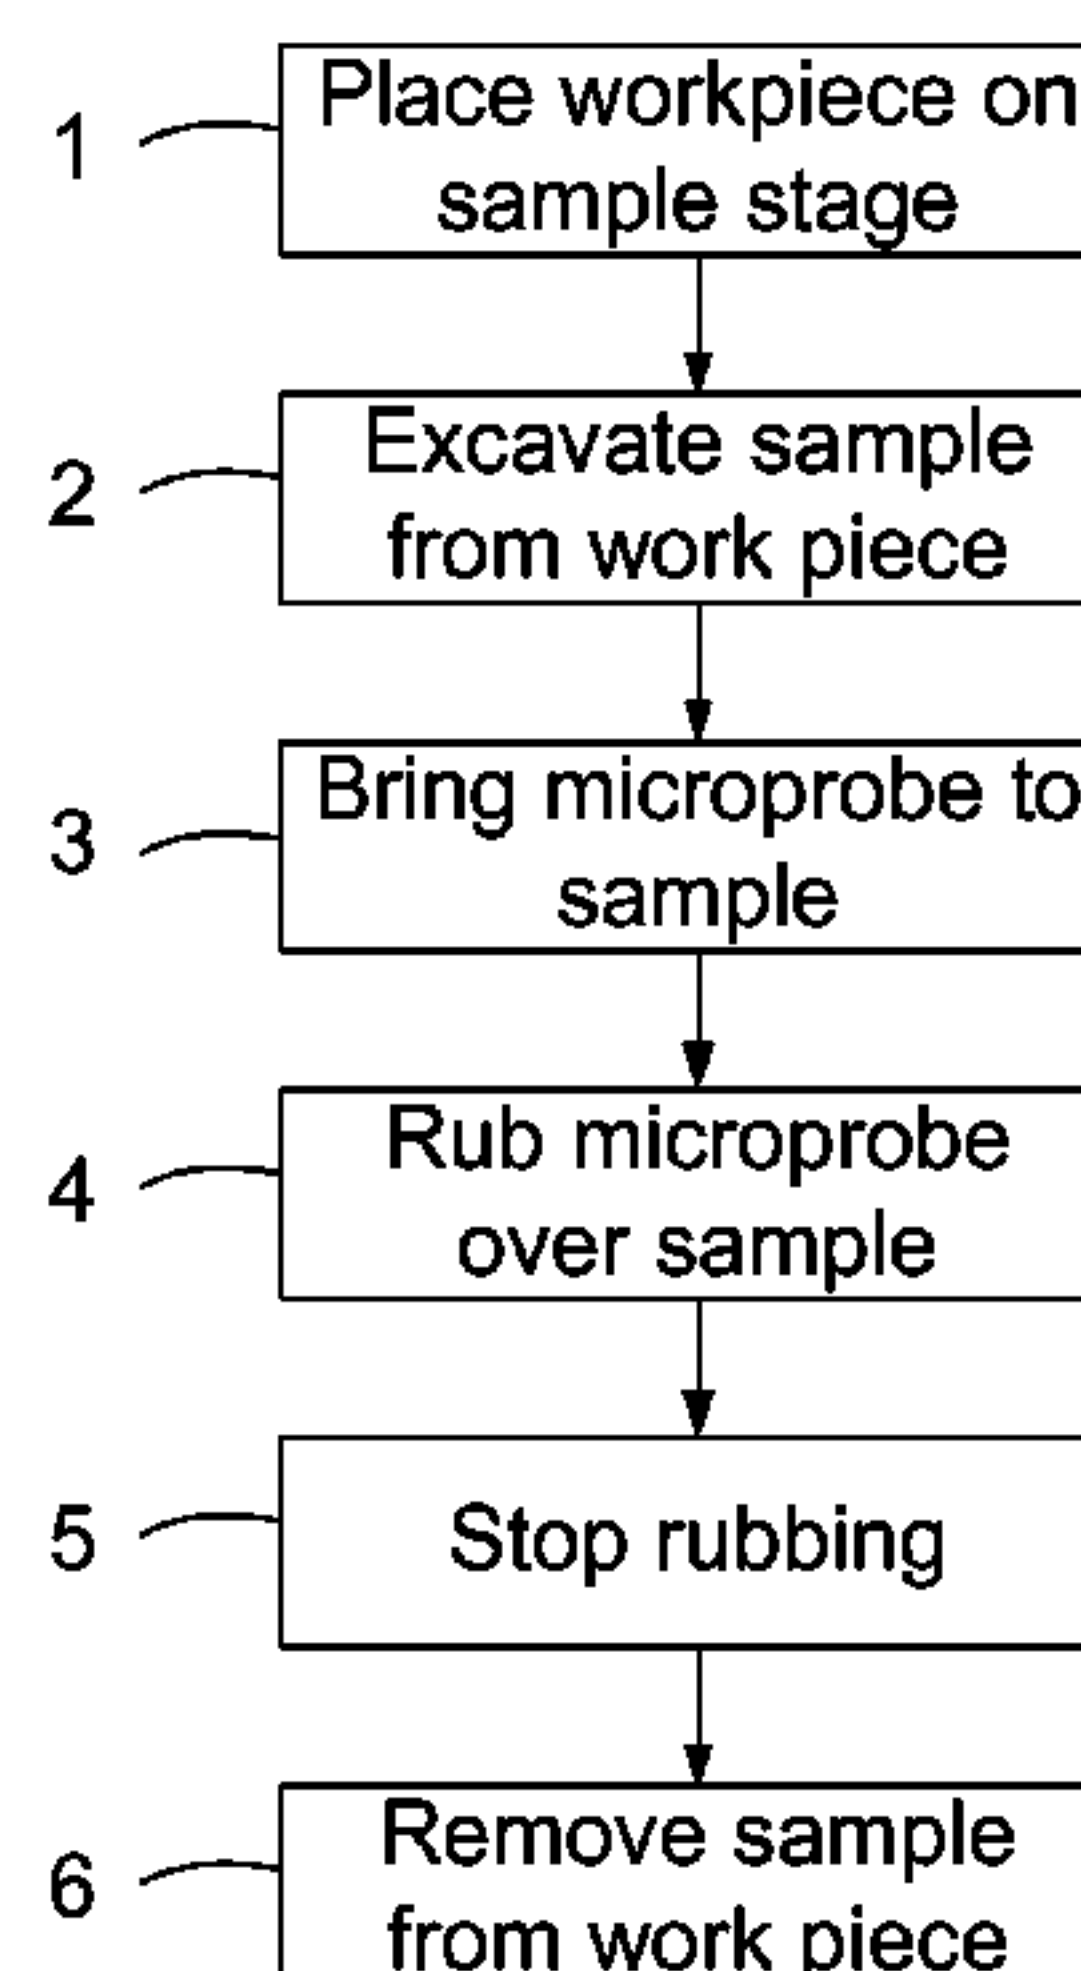 1
Place workpiece on
sample stage
2
Excavate sample
from work piece
3
Bring microprobe to
sample
4
Rub microprobe
over sample
5
Stop rubbing
6
Remove sample
from work piece